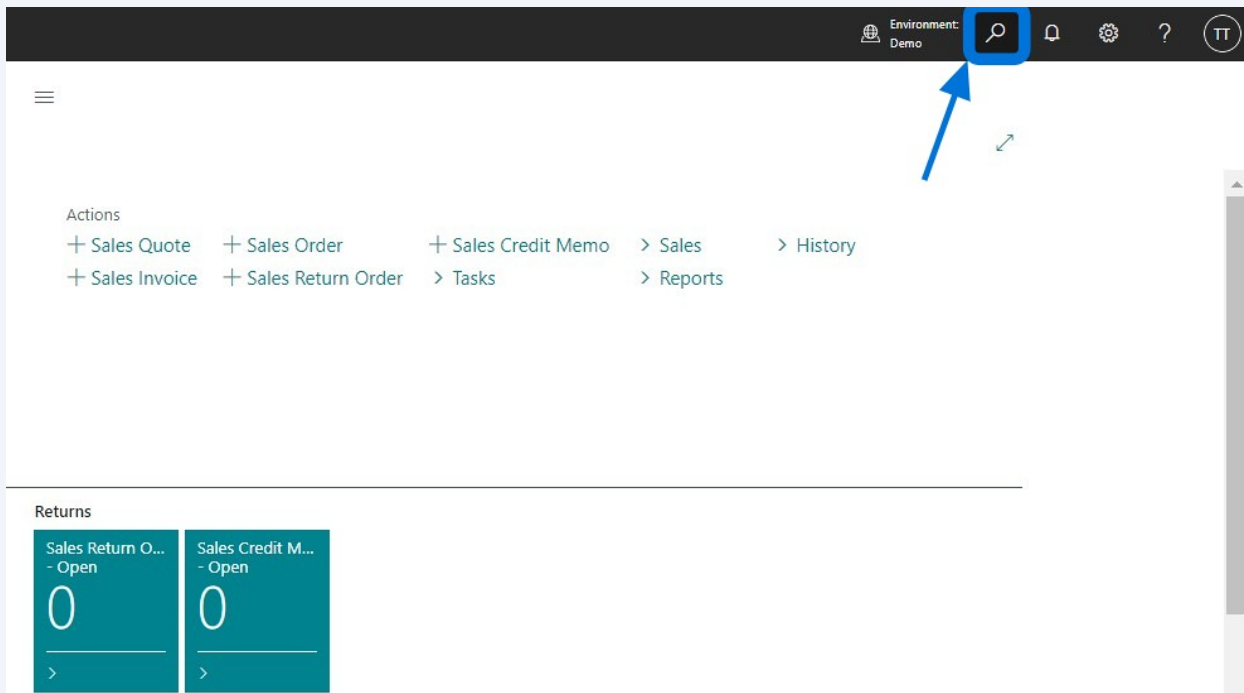 Environment:
Demo
?
TT
Actions
+ Sales Quote + Sales Order + Sales Credit Memo > Sales > History
+ Sales Invoice + Sales Return Order > Tasks > Reports
Returns
Sales Return O... Sales Credit M...
- Open - Open
0 0
> >